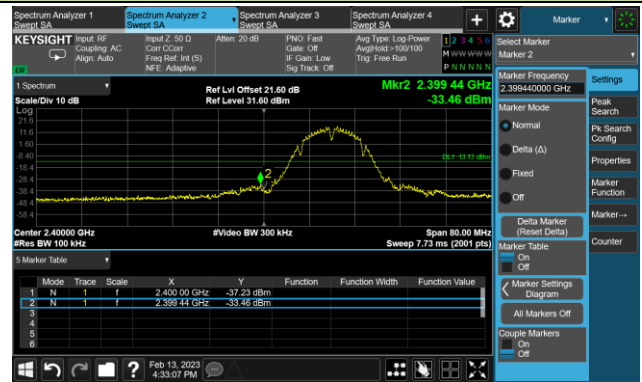 Spectrum Analyzer 1
Swept SA
Spectrum Analyzer 2
Swept SA
Spectrum Analyzer 3
Swept SA
Spectrum Analyzer 4
Swept SA
+
Marker
KEYSIGHT
Input: RF
Coupling: AC
Align: Auto
Input Z: 50 Ω
Corr CCorr
Freq Ref: Int (S)
NFE: Adaptive
Atten: 20 dB
PNO: Fast
Gate: Off
IF Gain: Low
Sig Track: Off
Avg Type: Log-Power
Avg|Hold:>100/100
Trig: Free Run
1 2 3 4 5 6
M W W W W W
P N N N N N
Select Marker
Marker 2
1 Spectrum
Scale/Div 10 dB
Log
Ref Lvl Offset 21.60 dB
Ref Level 31.60 dBm
Mkr2 2.399 44 GHz
-33.46 dBm
21.6
11.6
1.60
-8.40
-18.4
-28.4
-38.4
-48.4
-58.4
2
DL1 -13.13 dBm
Center 2.40000 GHz
#Res BW 100 kHz
#Video BW 300 kHz
Span 80.00 MHz
Sweep 7.73 ms (2001 pts)
5 Marker Table
Mode Trace Scale X Y Function Function Width Function Value
1 N 1 f 2.400 00 GHz -37.23 dBm
2 N 1 f 2.399 44 GHz -33.46 dBm
3
4
5
6
Marker Frequency
2.399440000 GHz
Marker Mode
Normal
Delta (Δ)
Fixed
Off
Delta Marker
(Reset Delta)
Marker Table
On
Off
Marker Settings
Diagram
All Markers Off
Couple Markers
On
Off
Settings
Peak
Search
Pk Search
Config
Properties
Marker
Function
Marker→
Counter
?
Feb 13, 2023
4:33:07 PM